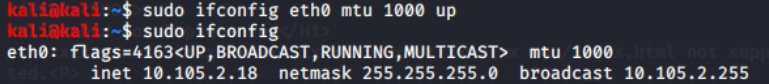 kali@kali:~$ sudo ifconfig eth0 mtu 1000 up
kali@kali:~$ sudo ifconfig
eth0: flags=4163<UP,BROADCAST,RUNNING,MULTICAST>  mtu 1000
inet 10.105.2.18  netmask 255.255.255.0  broadcast 10.105.2.255